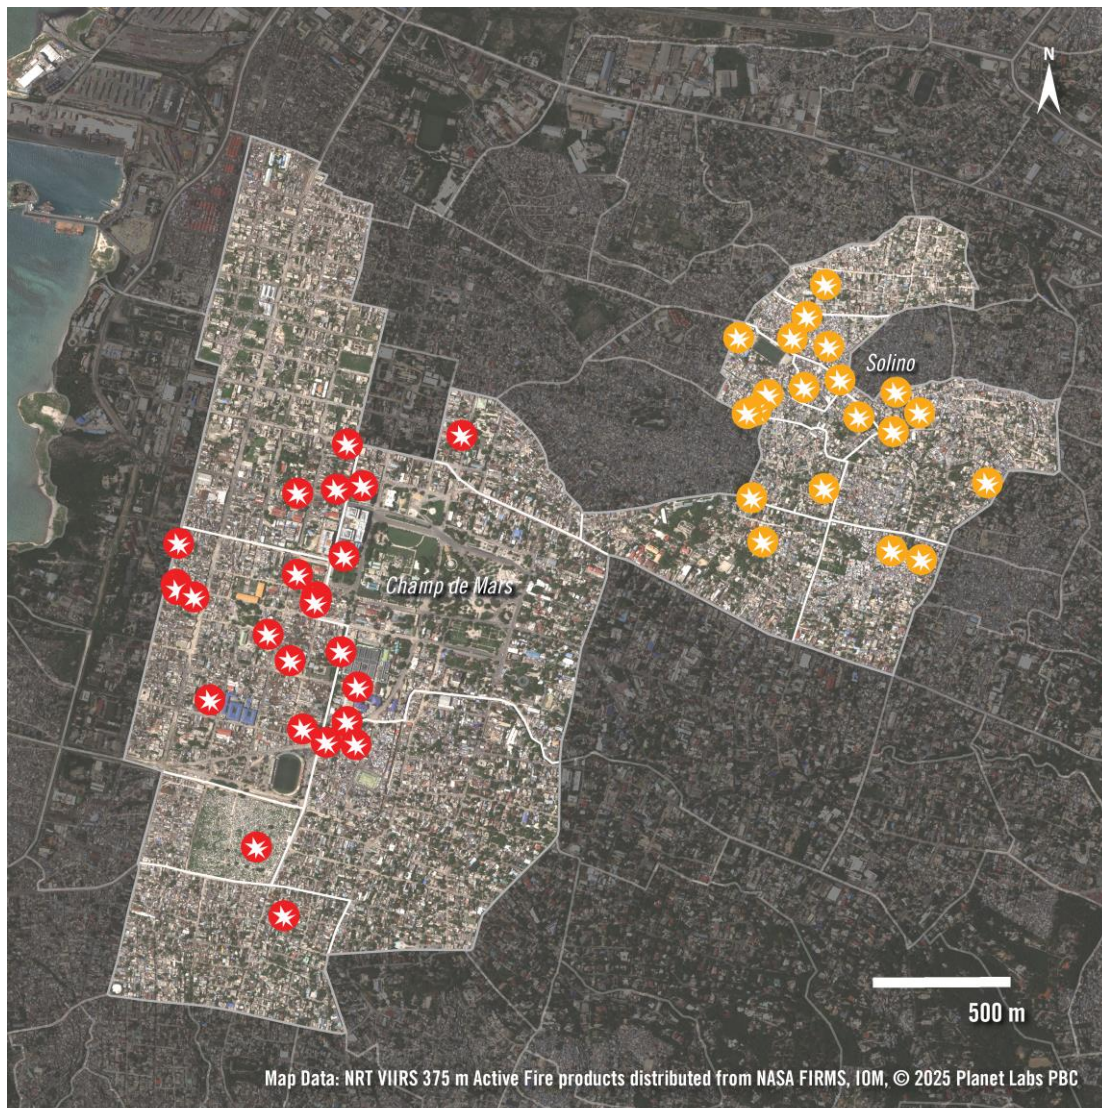 N
Solino
Champ de Mars
500 m
Map Data: NRT VIIRS 375 m Active Fire products distributed from NASA FIRMS, IOM, © 2025 Planet Labs PBC